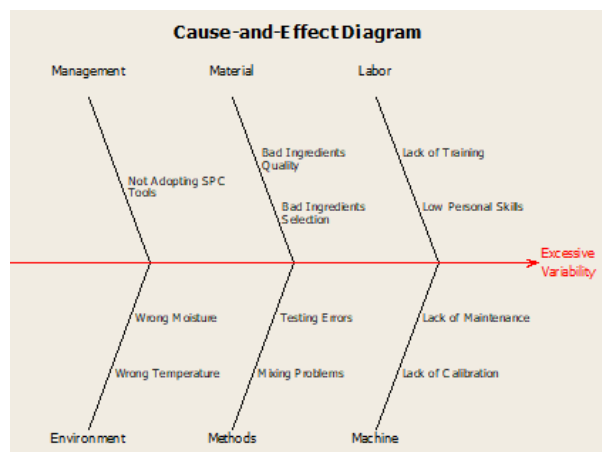 Cause-and-Effect Diagram
Management
Material
Labor
Bad Ingredients
Quality
Lack of Training
Not Adopting SPC
Tools
Bad Ingredients
Selection
Low Personal Skills
Excessive
Variability
Wrong Moisture
Testing Errors
Lack of Maintenance
Wrong Temperature
Mixing Problems
Lack of Calibration
Environment
Methods
Machine